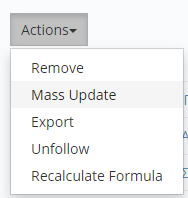 Actions
Remove
Mass Update
Export
Unfollow
Recalculate Formula